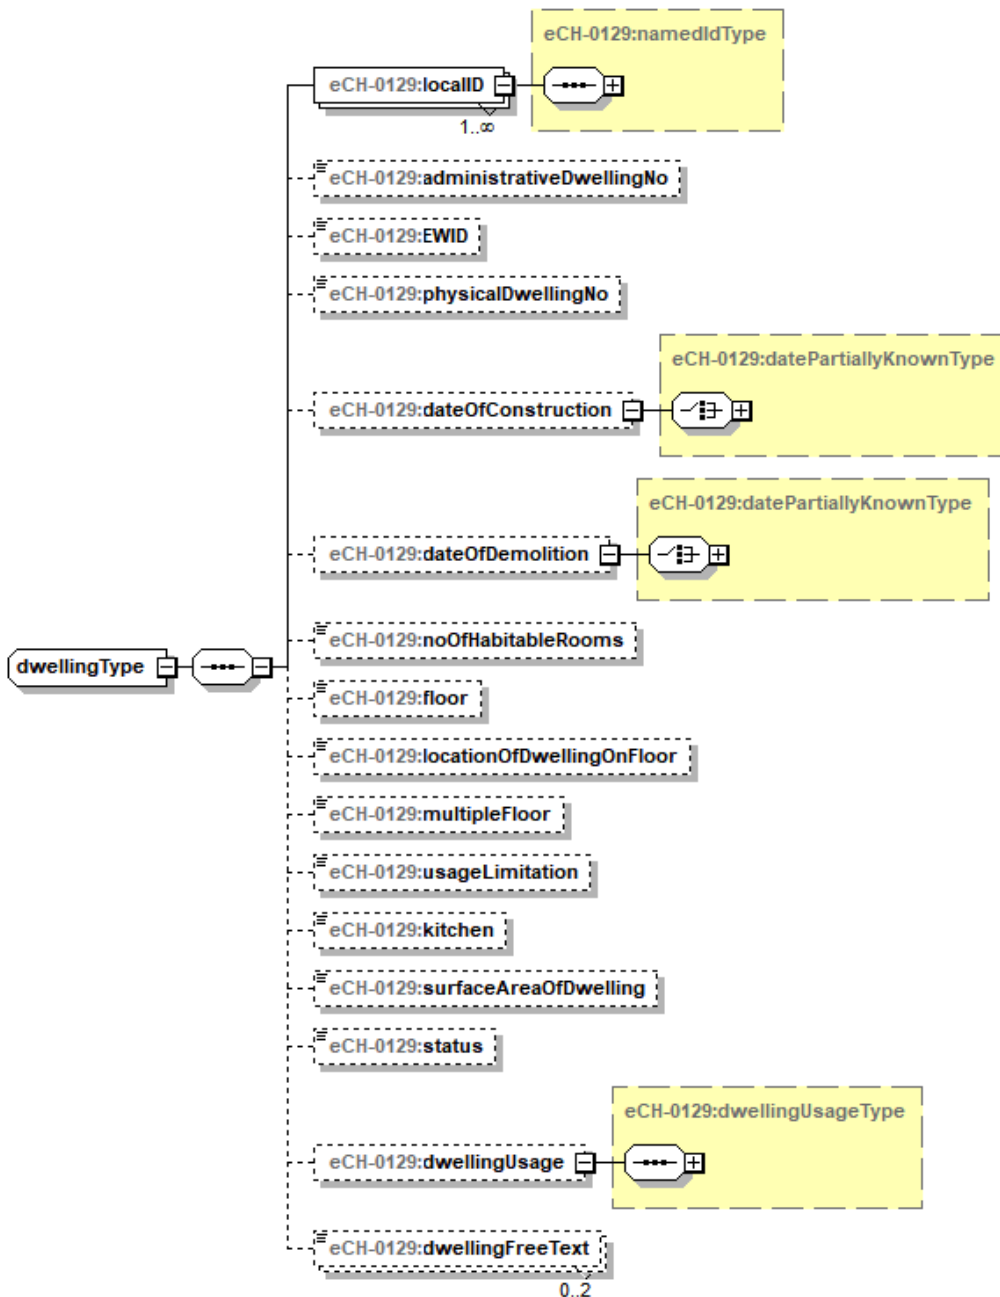 eCH-0129:namedIdType
eCH-0129:localID
1..∞
eCH-0129:administrativeDwellingNo
eCH-0129:EWID
eCH-0129:physicalDwellingNo
eCH-0129:datePartiallyKnownType
eCH-0129:dateOfConstruction
eCH-0129:datePartiallyKnownType
eCH-0129:dateOfDemolition
eCH-0129:noOfHabitableRooms
dwellingType
eCH-0129:floor
eCH-0129:locationOfDwellingOnFloor
eCH-0129:multipleFloor
eCH-0129:usageLimitation
eCH-0129:kitchen
eCH-0129:surfaceAreaOfDwelling
eCH-0129:status
eCH-0129:dwellingUsageType
eCH-0129:dwellingUsage
eCH-0129:dwellingFreeText
0..2